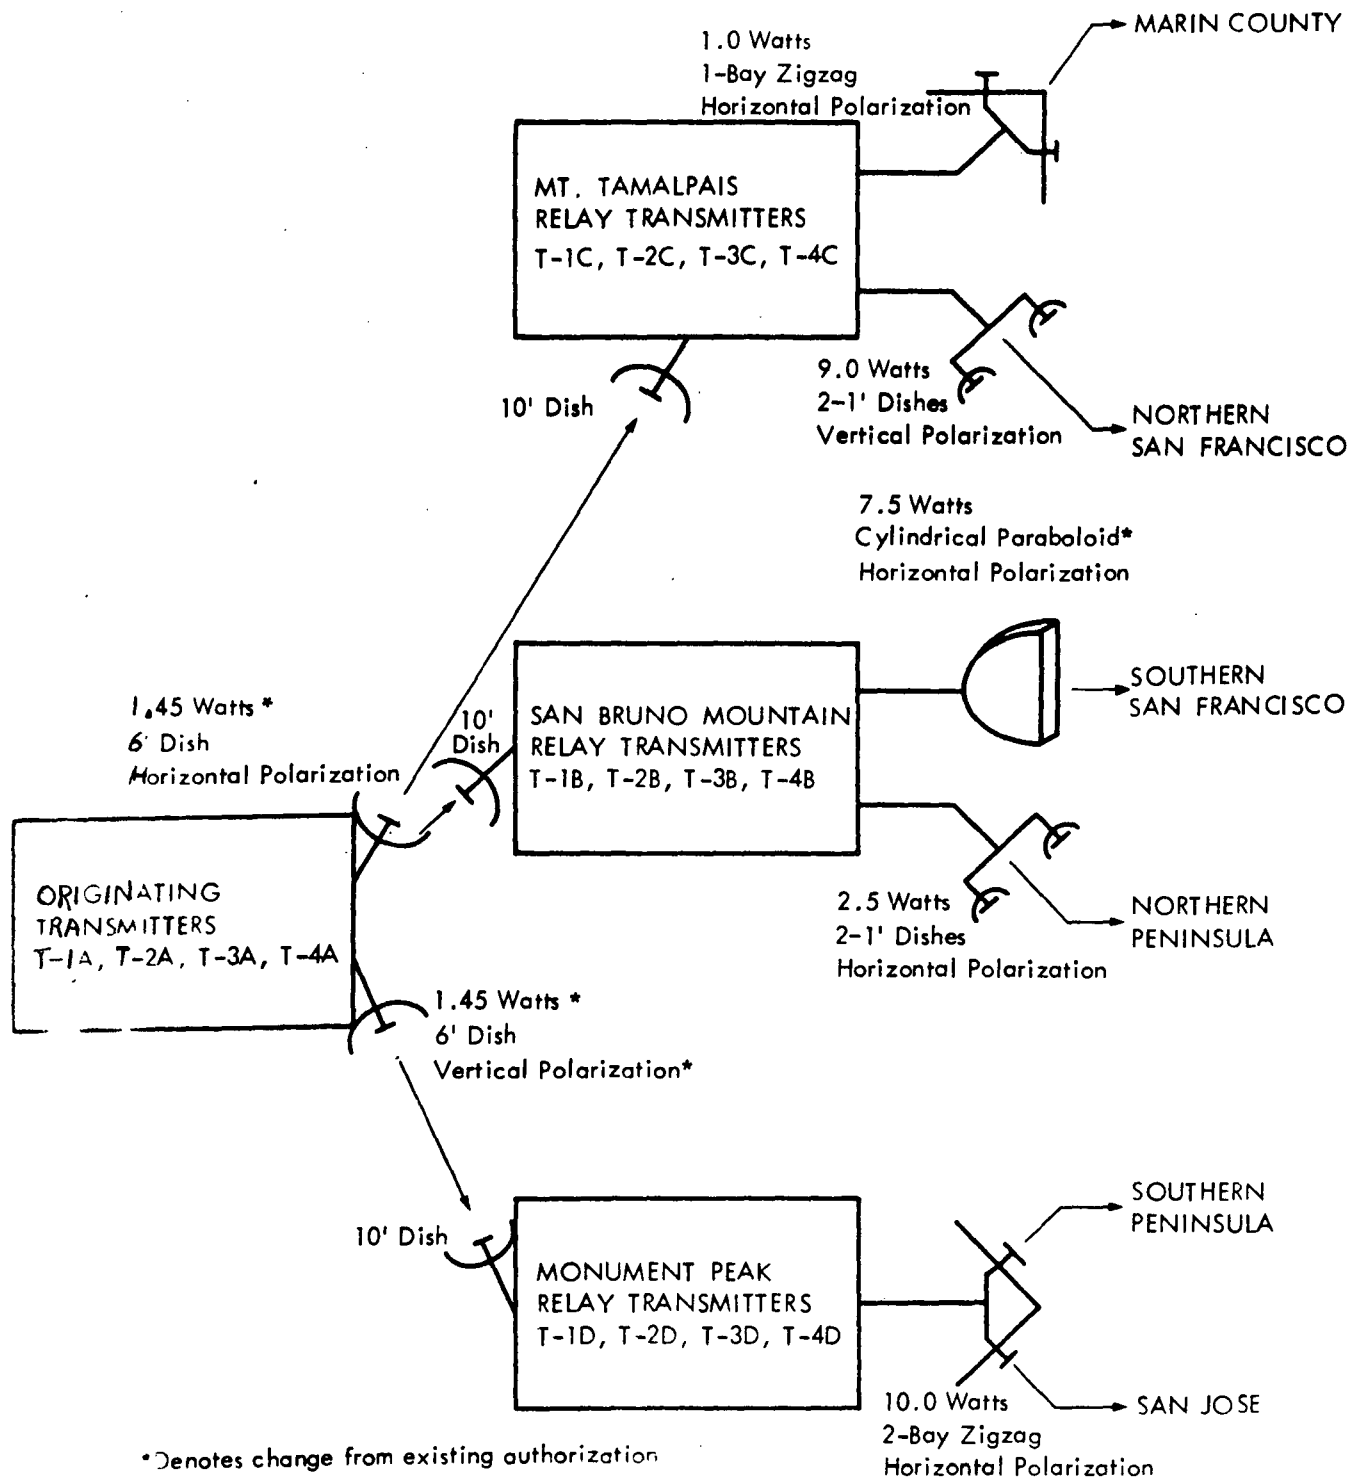 MARIN COUNTY
1.0 Watts
1-Bay Zigzag
Horizontal Polarization
MT. TAMALPAIS
RELAY TRANSMITTERS
T-1C, T-2C, T-3C, T-4C
10' Dish
9.0 Watts
2-1' Dishes
Vertical Polarization
NORTHERN
SAN FRANCISCO
7.5 Watts
Cylindrical Paraboloid*
Horizontal Polarization
SAN BRUNO MOUNTAIN
RELAY TRANSMITTERS
T-1B, T-2B, T-3B, T-4B
SOUTHERN
SAN FRANCISCO
1.45 Watts *
6' Dish
Horizontal Polarization
10'
Dish
ORIGINATING
TRANSMITTERS
T-1A, T-2A, T-3A, T-4A
2.5 Watts
2-1' Dishes
Horizontal Polarization
NORTHERN
PENINSULA
1.45 Watts *
6' Dish
Vertical Polarization*
10' Dish
MONUMENT PEAK
RELAY TRANSMITTERS
T-1D, T-2D, T-3D, T-4D
SOUTHERN
PENINSULA
SAN JOSE
10.0 Watts
2-Bay Zigzag
Horizontal Polarization
*Denotes change from existing authorization